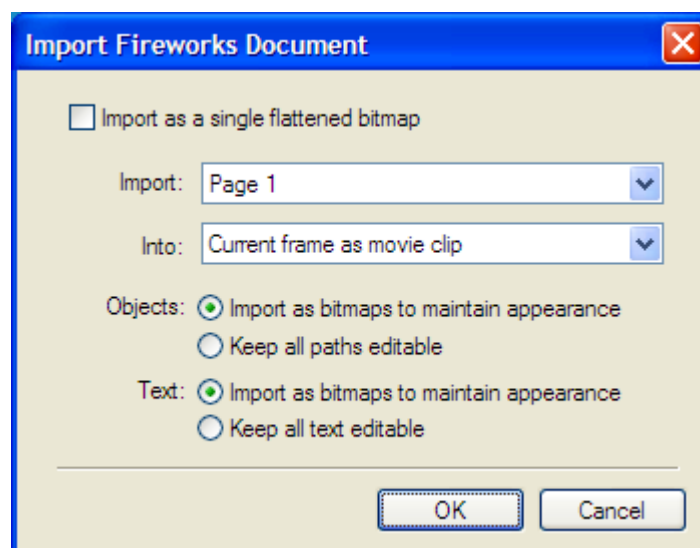 Import Fireworks Document
Import as a single flattened bitmap
Import: Page 1
Into: Current frame as movie clip
Objects: Import as bitmaps to maintain appearance
Keep all paths editable
Text: Import as bitmaps to maintain appearance
Keep all text editable
OK Cancel